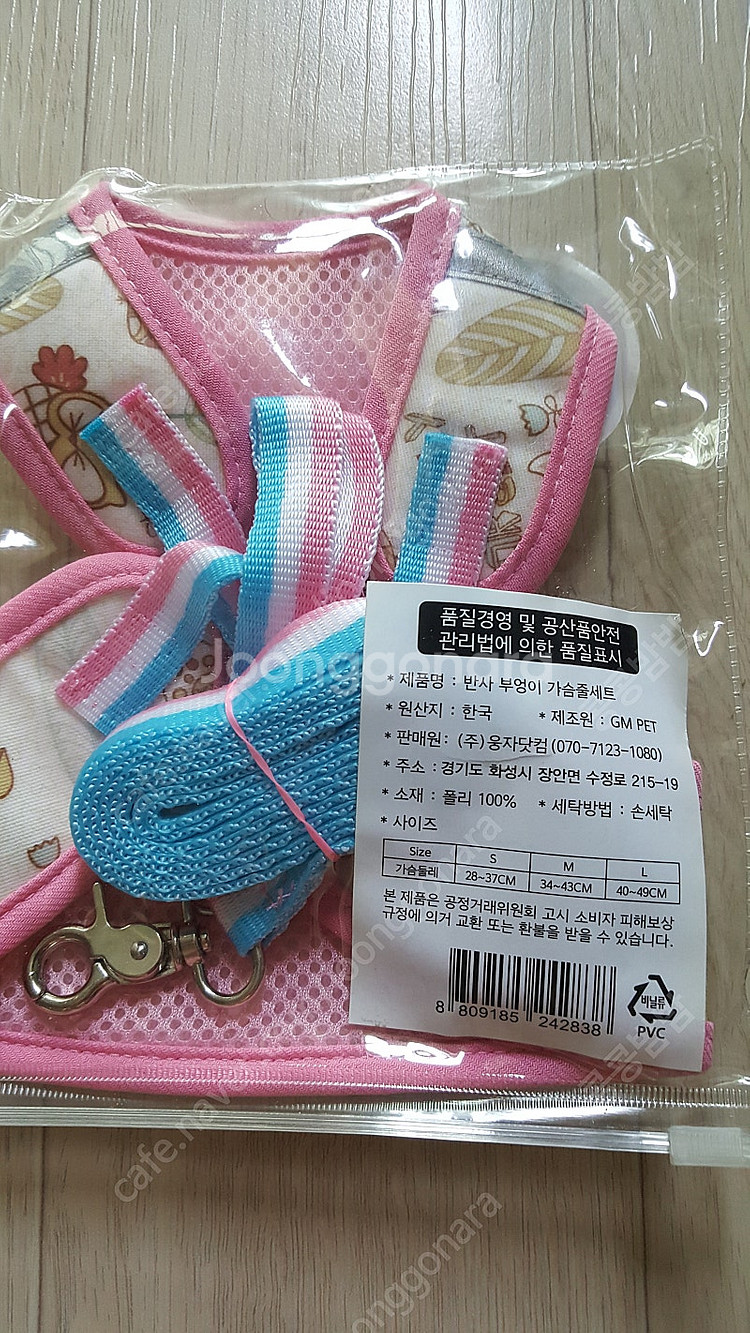 품질경영 및 공산품안전
관리법에 의한 품질표시
* 제품명 : 반사 부엉이 가슴줄세트
* 원산지 : 한국 * 제조원 : GM PET
* 판매원: (주)웅자닷컴(070-7123-1080)
* 주소 : 경기도 화성시 장안면 수정로 215-19
* 소재 : 폴리 100% * 세탁방법 : 손세탁
* 사이즈
Size S M L
가슴둘레 28~37CM 34~43CM 40~49CM
본 제품은 공정거래위원회 고시 소비자 피해보상
규정에 의거 교환 또는 환불을 받을 수 있습니다.
8 809185 242838
비닐류
PVC
Joonggonara
joonggonara
cafe.nav
onggonara